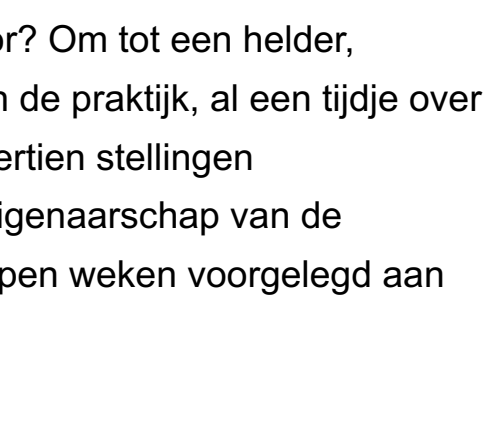 or? Om tot een helder,
n de praktijk, al een tijdje over
ertien stellingen
igenaarschap van de
pen weken voorgelegd aan